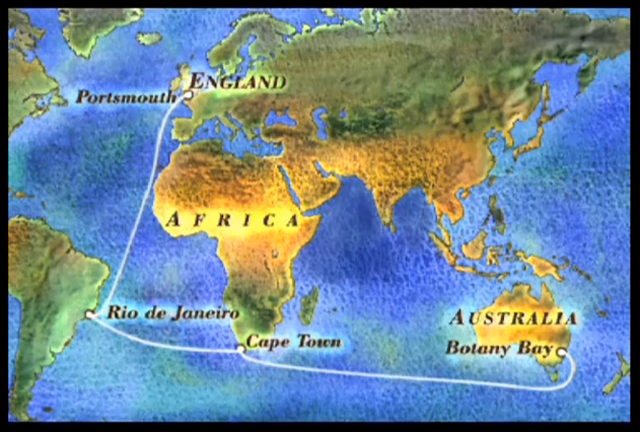 ENGLAND
Portsmouth
AFRICA
Rio de Janeiro
AUSTRALIA
Cape Town
Botany Bay